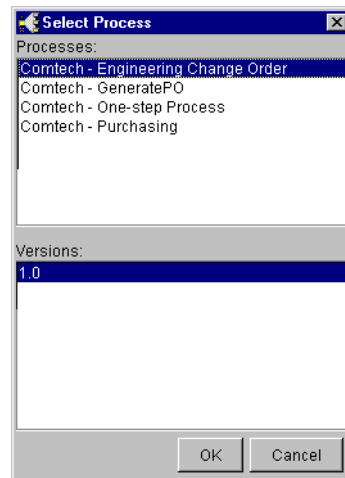 Select Process
Processes:
Comtech - Engineering Change Order
Comtech - GeneratePO
Comtech - One-step Process
Comtech - Purchasing
Versions:
1.0
OK Cancel